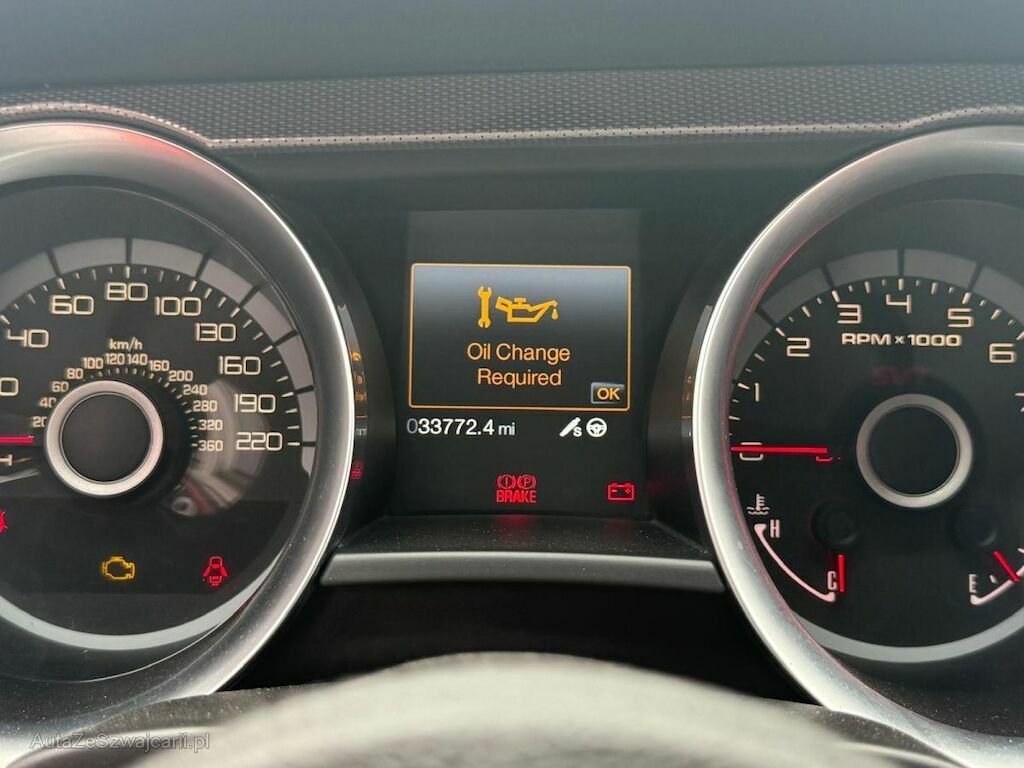 40
60
80
100
130
160
190
220
km/h
20
40
60
80
100
120
140
160
200
240
280
320
360
H
Oil Change
Required
OK
033772.4 mi
S
P
BRAKE
0
1
2
3
4
5
6
RPM x 1000
SVT
H
C
E
AutaZeSzwajcarii.pl